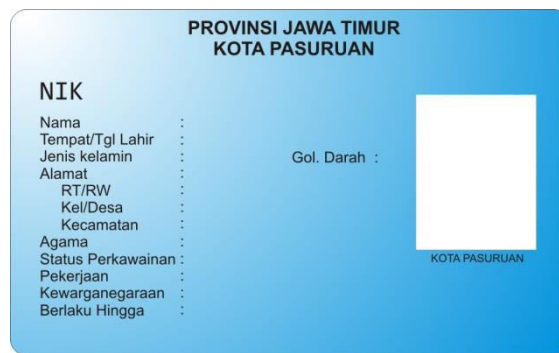 PROVINSI JAWA TIMUR
KOTA PASURUAN
NIK
Nama :
Tempat/Tgl Lahir :
Jenis kelamin : Gol. Darah :
Alamat :
RT/RW :
Kel/Desa :
Kecamatan :
Agama :
Status Perkawainan :
Pekerjaan :
Kewarganegaraan :
Berlaku Hingga :
KOTA PASURUAN